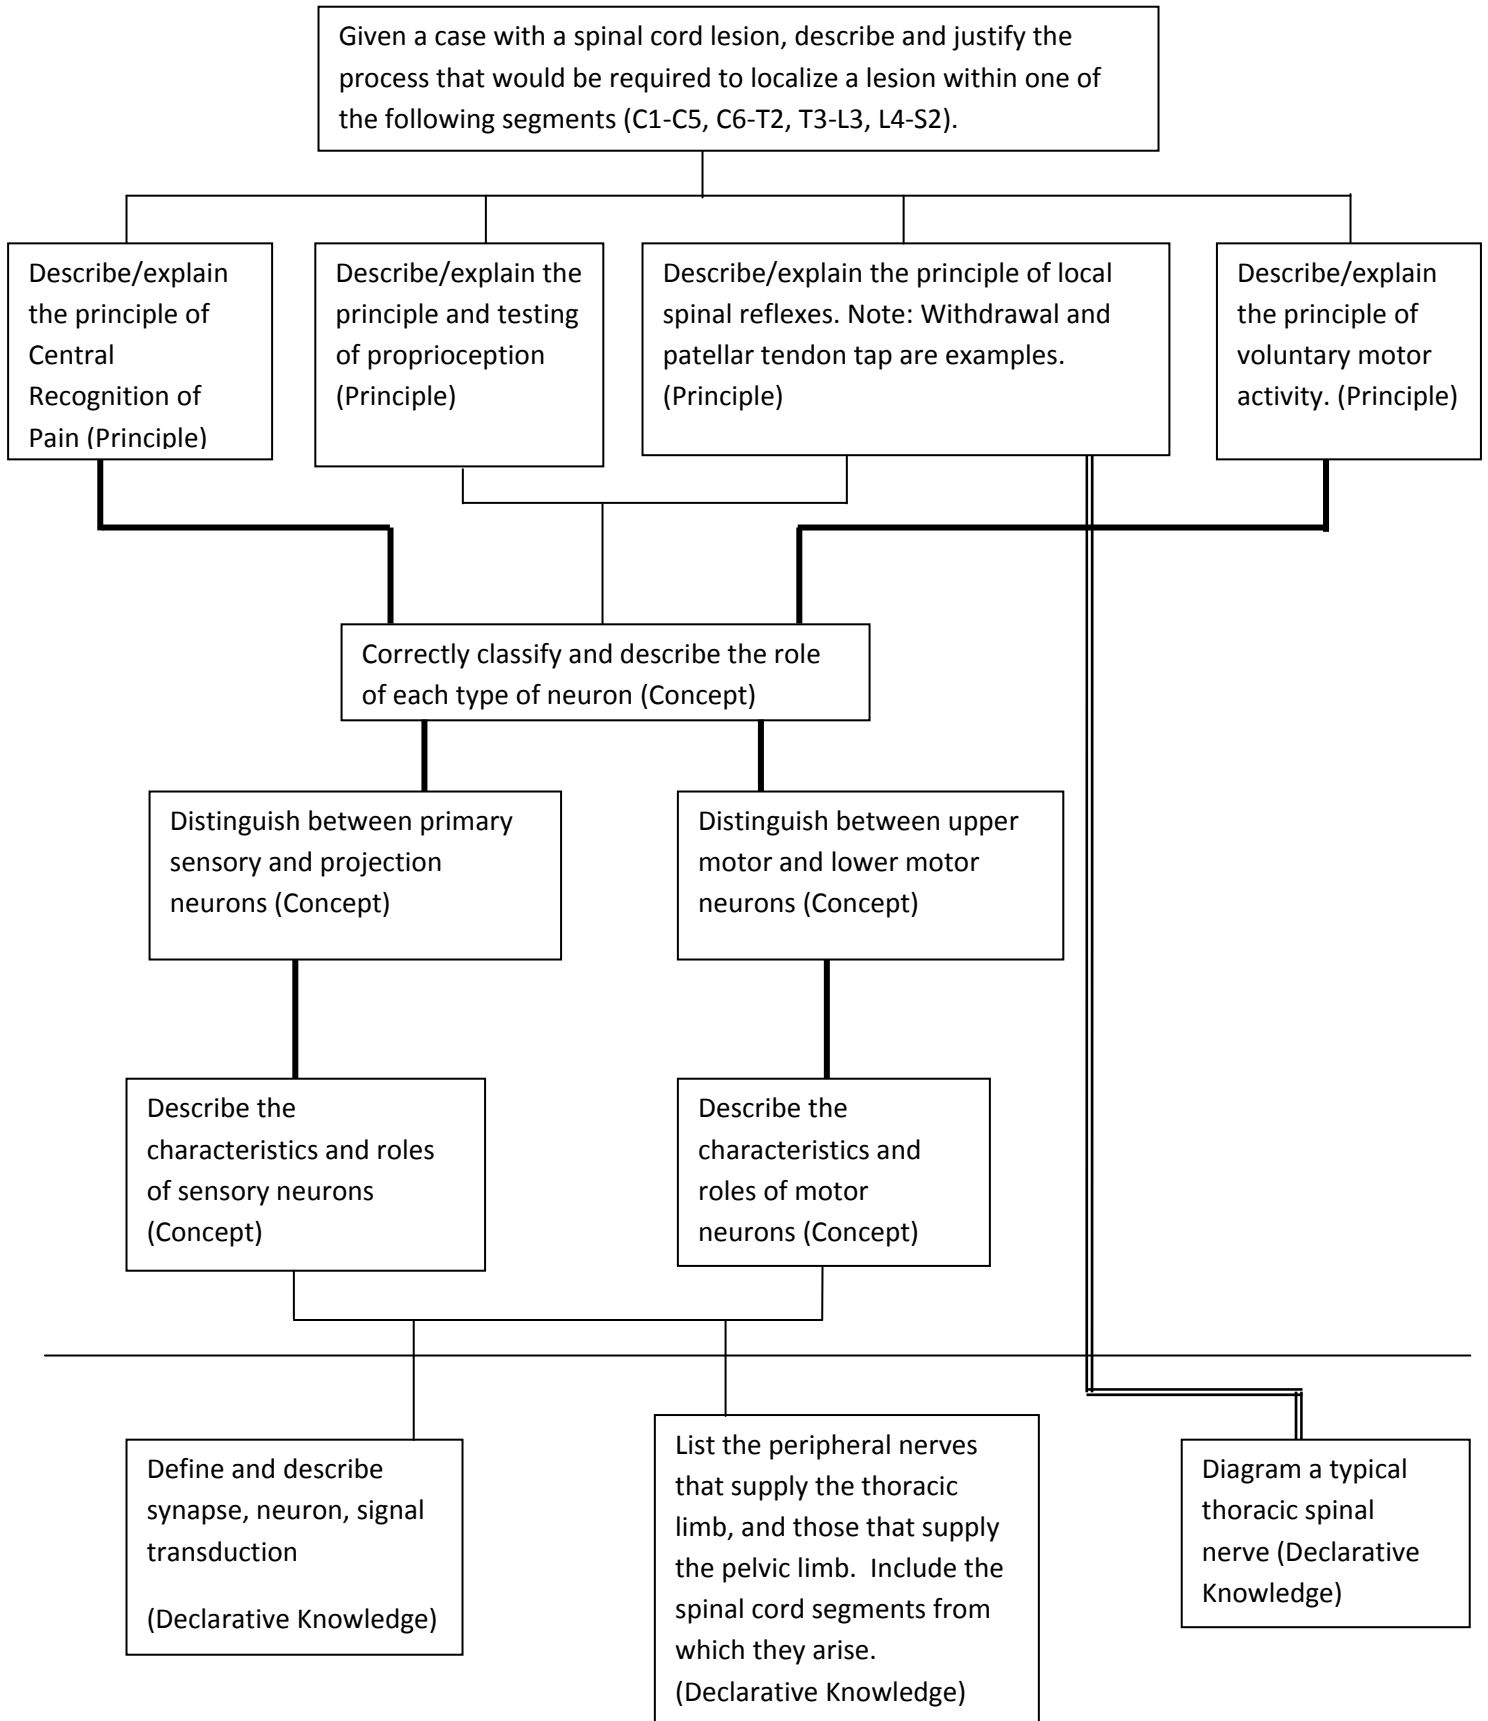 Given a case with a spinal cord lesion, describe and justify the
process that would be required to localize a lesion within one of
the following segments (C1-C5, C6-T2, T3-L3, L4-S2).
Describe/explain
the principle of
Central
Recognition of
Pain (Principle)
Describe/explain the
principle and testing
of proprioception
(Principle)
Describe/explain the principle of local
spinal reflexes. Note: Withdrawal and
patellar tendon tap are examples.
(Principle)
Describe/explain
the principle of
voluntary motor
activity. (Principle)
Correctly classify and describe the role
of each type of neuron (Concept)
Distinguish between primary
sensory and projection
neurons (Concept)
Distinguish between upper
motor and lower motor
neurons (Concept)
Describe the
characteristics and roles
of sensory neurons
(Concept)
Describe the
characteristics and
roles of motor
neurons (Concept)
Define and describe
synapse, neuron, signal
transduction
(Declarative Knowledge)
List the peripheral nerves
that supply the thoracic
limb, and those that supply
the pelvic limb.  Include the
spinal cord segments from
which they arise.
(Declarative Knowledge)
Diagram a typical
thoracic spinal
nerve (Declarative
Knowledge)